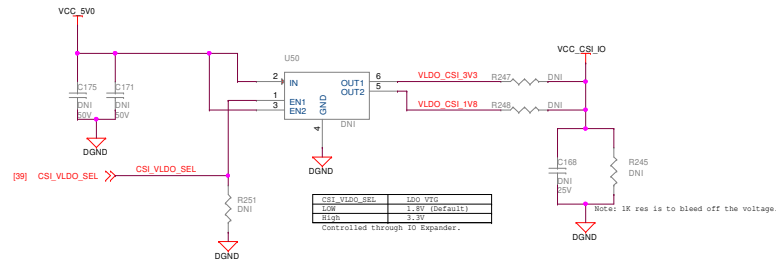 VCC_5V0
U50
VCC_CSI_IO
2
IN
OUT1
6
VLDO_CSI_3V3
R247
DNI
C175
DNI
50V
C171
DNI
50V
1
EN1
OUT2
5
3
EN2
GND
VLDO_CSI_1V8
R248
DNI
4
DNI
DGND
DGND
C168
DNI
25V
R245
DNI
[39] CSI_VLDO_SEL
CSI_VLDO_SEL
R251
DNI
CSI_VLDO_SEL LDO VTG
LOW 1.8V (Default)
High 3.3V
Controlled through IO Expander.
Note: 1K res is to bleed off the voltage.
DGND
DGND